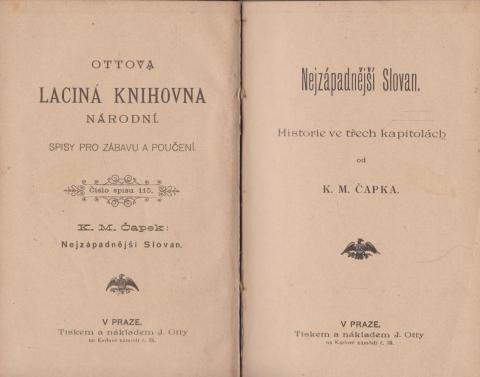 OTTOVA
LACINÁ KNIHOVNA
NÁRODNÍ.
SPISY PRO ZÁBAVU A POUČENÍ.
Číslo spisu 115.
K. M. Čapek:
Nejzápadnější Slovan.
V PRAZE.
Tiskem a nákladem J. Otty
na Karlově náměstí č. 34.
Nejzápadnější Slovan.
Historie ve třech kapitolách
od
K. M. ČAPKA.
V PRAZE.
Tiskem a nákladem J. Otty
na Karlově náměstí č. 34.